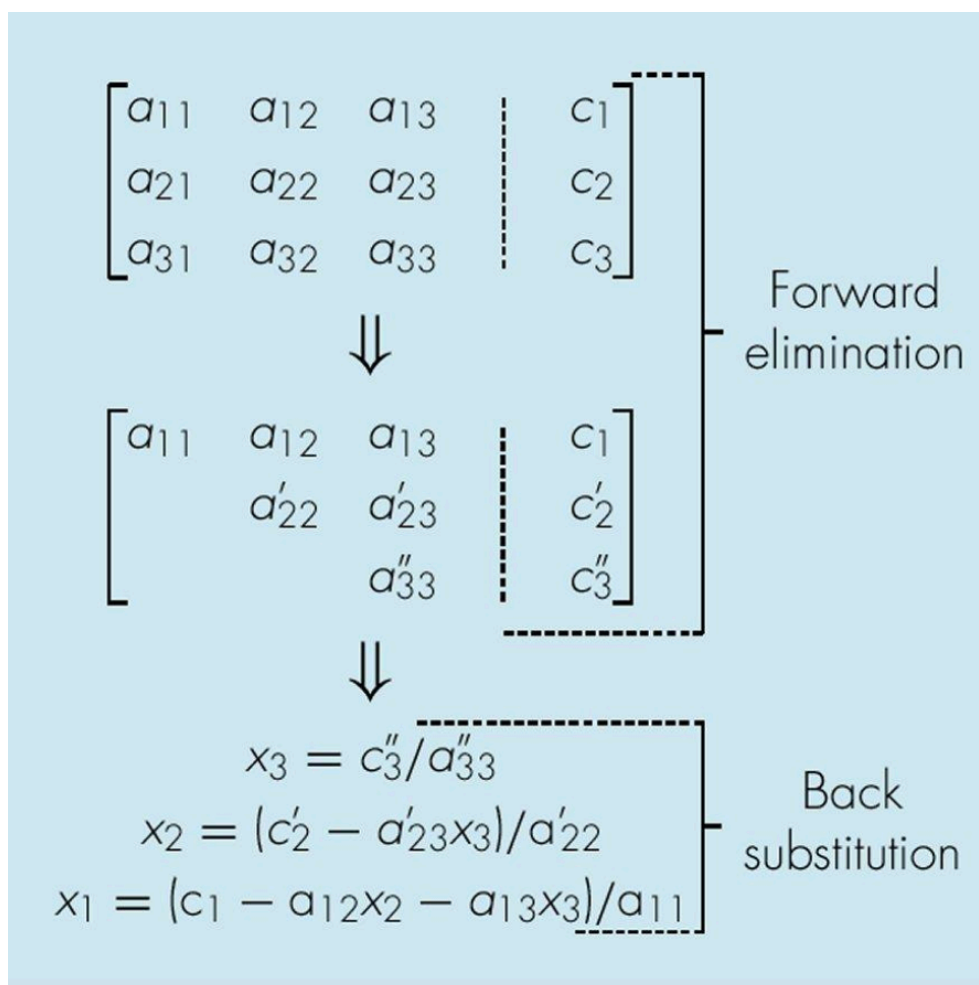 a11 a12 a13 c1
a21 a22 a23 c2
a31 a32 a33 c3
Forward
elimination
⇓
a11 a12 a13 c1
a′22 a′23 c′2
a″33 c″3
⇓
x3 = c″3/a″33
x2 = (c′2 − a′23x3)/a′22
x1 = (c1 − a12x2 − a13x3)/a11
Back
substitution